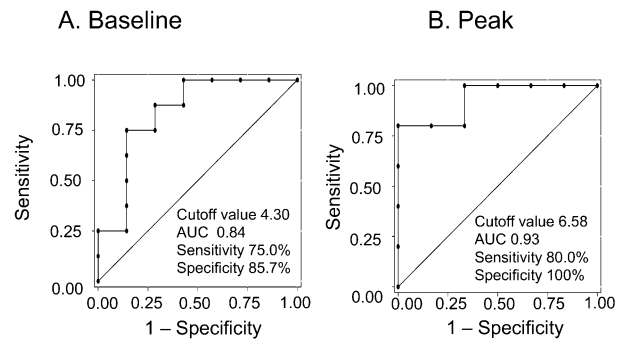 A. Baseline
Sensitivity
1.00
0.75
0.50
0.25
0.00
Cutoff value 4.30
AUC 0.84
Sensitivity 75.0%
Specificity 85.7%
0.00 0.25 0.50 0.75 1.00
1 – Specificity
B. Peak
Sensitivity
1.00
0.75
0.50
0.25
0.00
Cutoff value 6.58
AUC 0.93
Sensitivity 80.0%
Specificity 100%
0.00 0.25 0.50 0.75 1.00
1 – Specificity